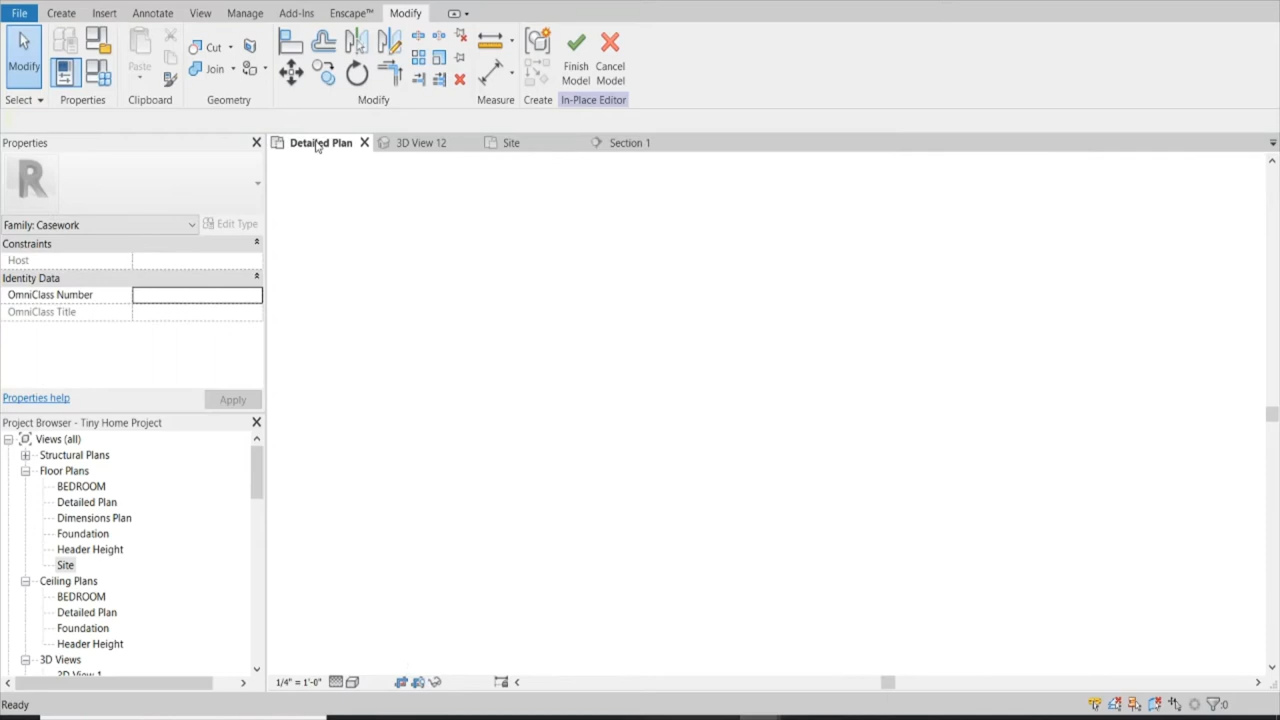 File Create Insert Annotate View Manage Add-Ins Enscape™ Modify
Modify Paste Cut Join Finish Model Cancel Model
Select Properties Clipboard Geometry Modify Measure Create In-Place Editor
Properties
Detailed Plan 3D View 12 Site Section 1
R
Family: Casework Edit Type
Constraints
Host
Identity Data
OmniClass Number
OmniClass Title
Properties help Apply
Project Browser - Tiny Home Project
Views (all)
Structural Plans
Floor Plans
BEDROOM
Detailed Plan
Dimensions Plan
Foundation
Header Height
Site
Ceiling Plans
BEDROOM
Detailed Plan
Foundation
Header Height
3D Views
3D View 1
1/4" = 1'-0"
Ready :0